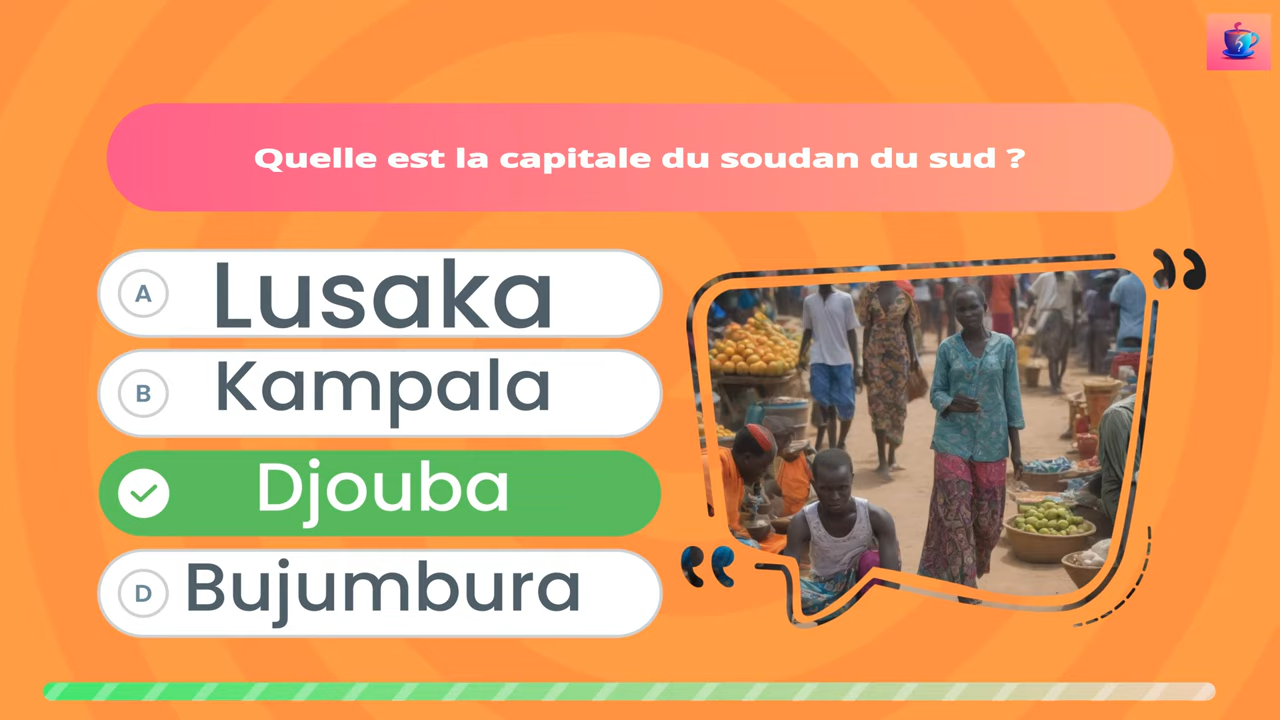 Quelle est la capitale du soudan du sud ?
A Lusaka
B Kampala
Djouba
D Bujumbura